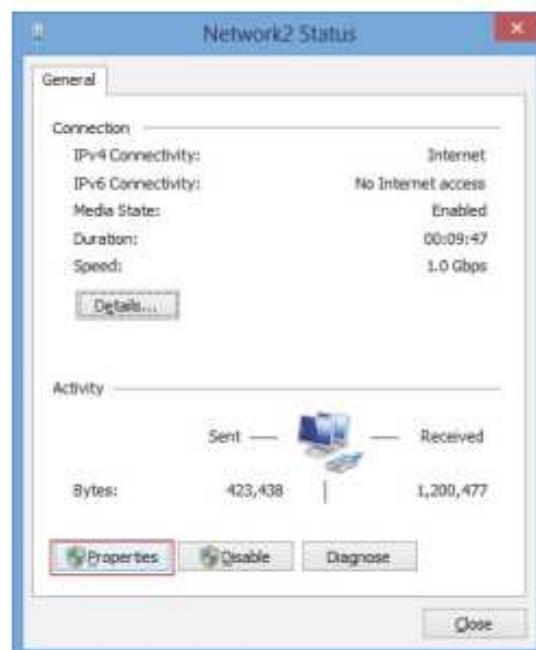 Network2 Status
General
Connection
IPv4 Connectivity: Internet
IPv6 Connectivity: No Internet access
Media State: Enabled
Duration: 00:09:47
Speed: 1.0 Gbps
Details...
Activity
Sent Received
Bytes: 423,438 1,200,477
Properties Disable Diagnose
Close